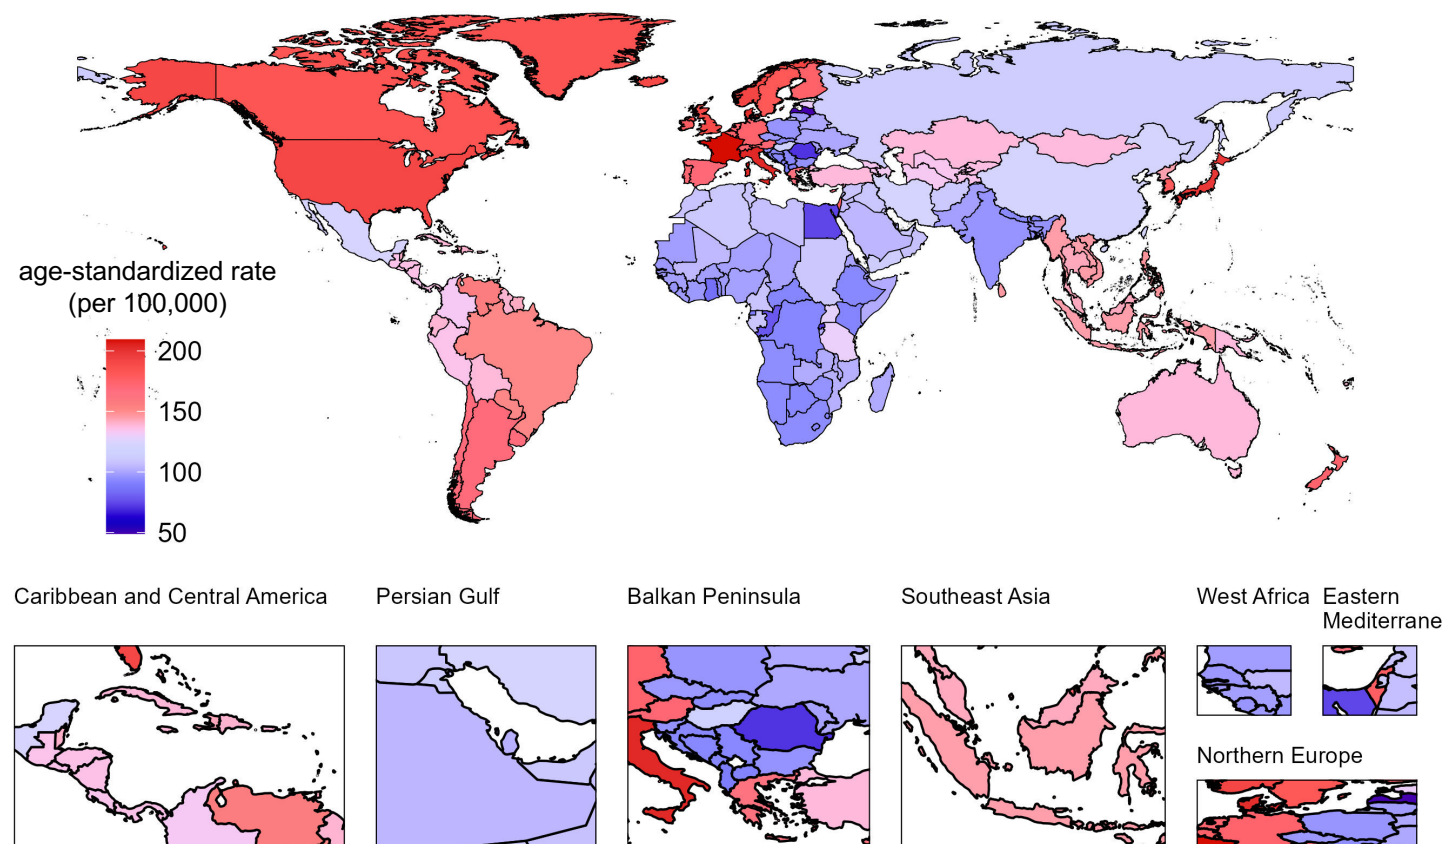 age-standardized rate
(per 100,000)
200
150
100
50
Caribbean and Central America
Persian Gulf
Balkan Peninsula
Southeast Asia
West Africa
Eastern
Mediterrane
Northern Europe